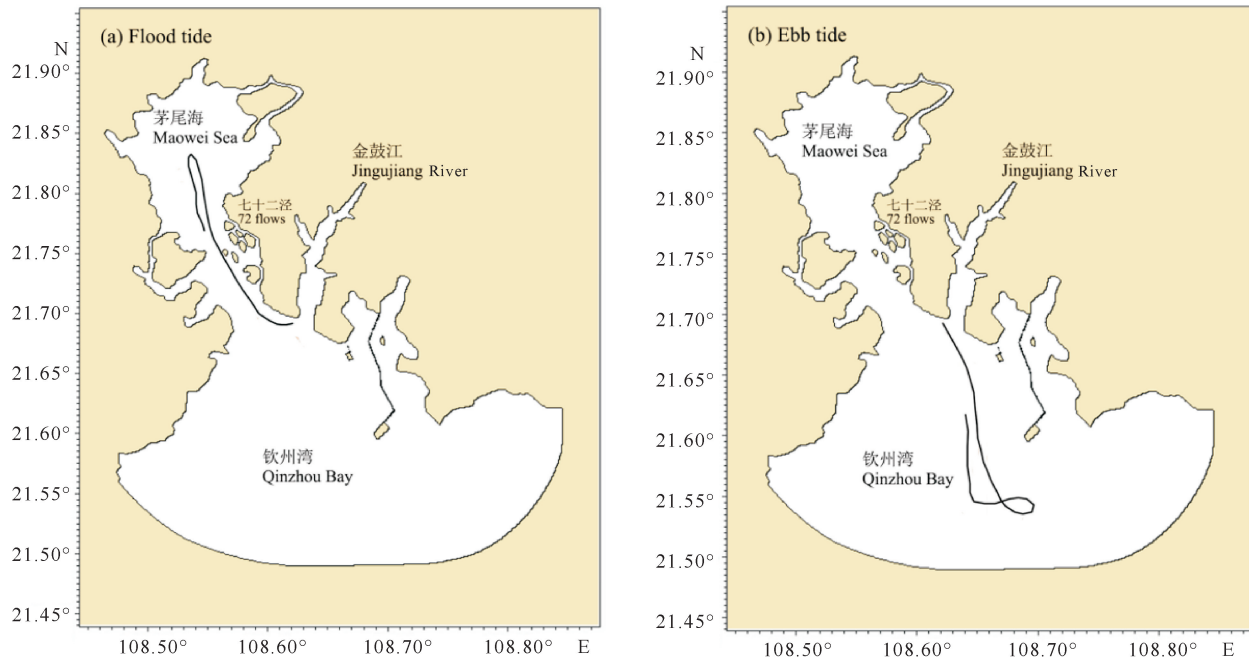 (a) Flood tide
N
21.90°
21.85°
21.80°
21.75°
21.70°
21.65°
21.60°
21.55°
21.50°
21.45°
茅尾海
Maowei Sea
金鼓江
Jingujiang River
七十二泾
72 flows
钦州湾
Qinzhou Bay
108.50°
108.60°
108.70°
108.80°
E
(b) Ebb tide
N
21.90°
21.85°
21.80°
21.75°
21.70°
21.65°
21.60°
21.55°
21.50°
21.45°
茅尾海
Maowei Sea
金鼓江
Jingujiang River
七十二泾
72 flows
钦州湾
Qinzhou Bay
108.50°
108.60°
108.70°
108.80°
E